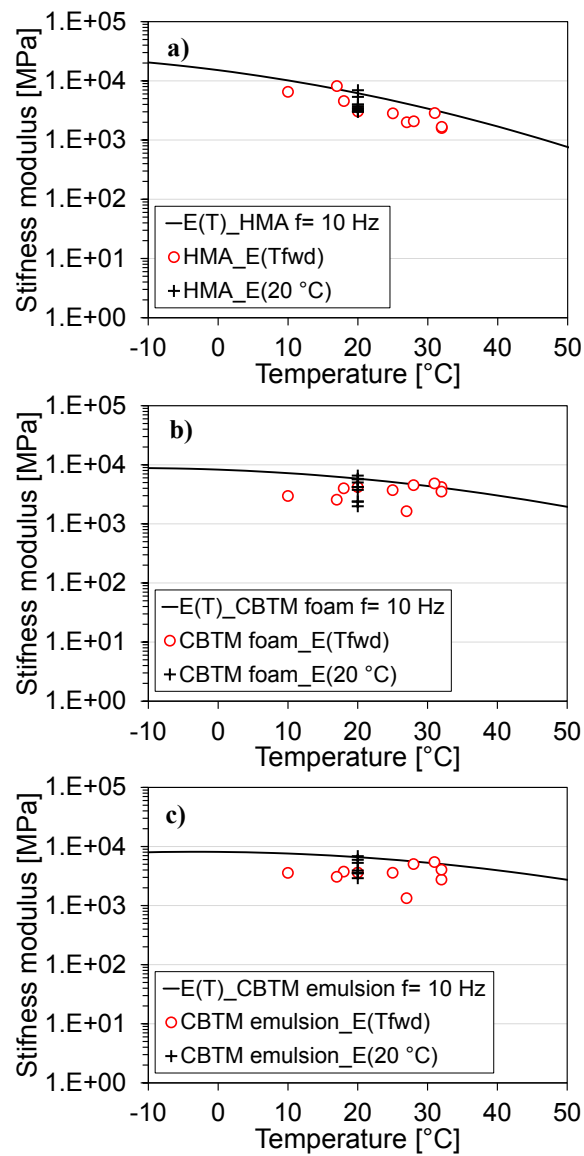 a)
Stifness modulus [MPa]
1.E+05
1.E+04
1.E+03
1.E+02
1.E+01
1.E+00
E(T)_HMA f= 10 Hz
HMA_E(Tfwd)
HMA_E(20 °C)
-10 0 10 20 30 40 50
Temperature [°C]
b)
Stiffness modulus [MPa]
1.E+05
1.E+04
1.E+03
1.E+02
1.E+01
1.E+00
E(T)_CBTM foam f= 10 Hz
CBTM foam_E(Tfwd)
CBTM foam_E(20 °C)
-10 0 10 20 30 40 50
Temperature [°C]
c)
Stifness modulus [MPa]
1.E+05
1.E+04
1.E+03
1.E+02
1.E+01
1.E+00
E(T)_CBTM emulsion f= 10 Hz
CBTM emulsion_E(Tfwd)
CBTM emulsion_E(20 °C)
-10 0 10 20 30 40 50
Temperature [°C]